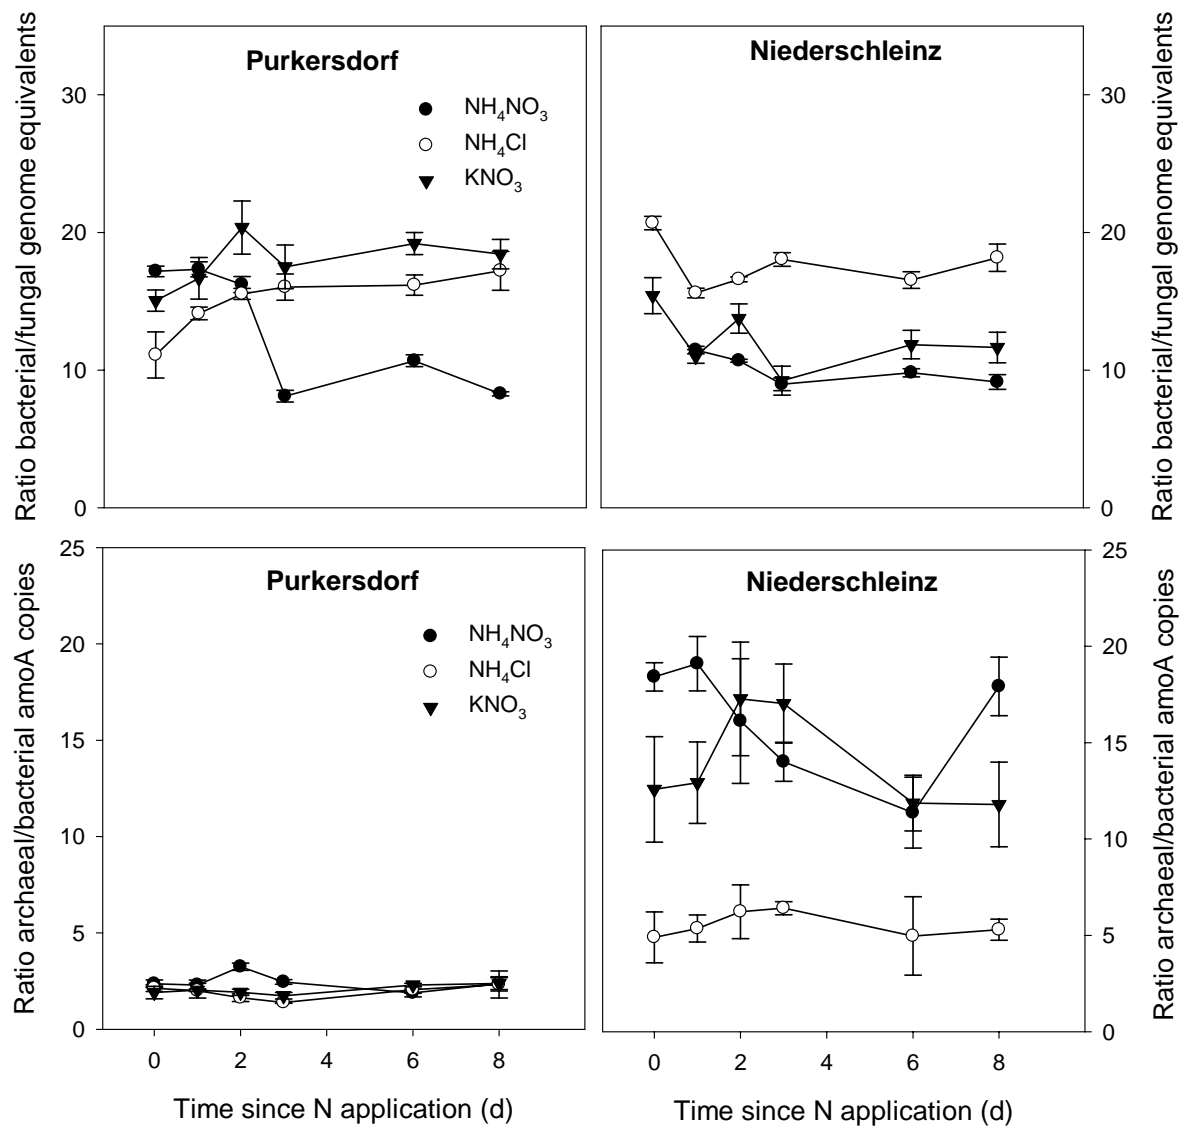 Ratio bacterial/fungal genome equivalents
Purkersdorf
NH4NO3
NH4Cl
KNO3
30
20
10
0
Niederschleinz
30
20
10
0
Ratio bacterial/fungal genome equivalents
Ratio archaeal/bacterial amoA copies
Purkersdorf
NH4NO3
NH4Cl
KNO3
25
20
15
10
5
0
0 2 4 6 8
Time since N application (d)
Niederschleinz
25
20
15
10
5
0
0 2 4 6 8
Time since N application (d)
Ratio archaeal/bacterial amoA copies